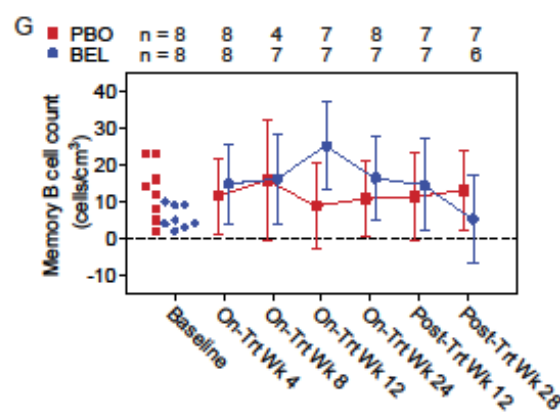 G
PBO n = 8 8 4 7 8 7 7
BEL n = 8 8 7 7 7 7 6
Memory B cell count
(cells/cm³)
40
30
20
10
0
-10
Baseline
On-Trt Wk 4
On-Trt Wk 8
On-Trt Wk 12
On-Trt Wk 24
Post-Trt Wk 12
Post-Trt Wk 28